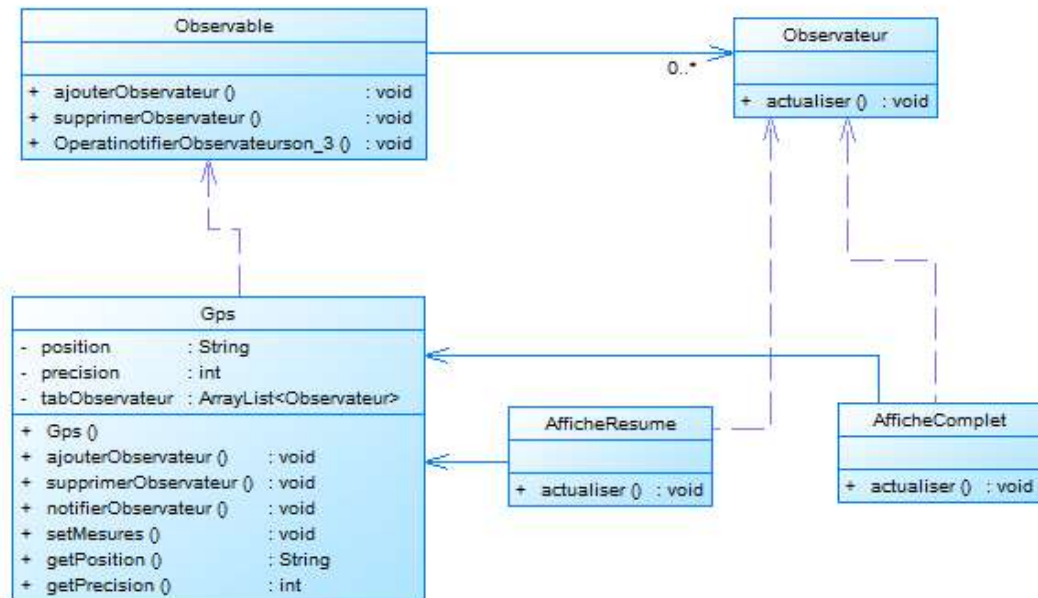 Observable
+ ajouterObservateur () : void
+ supprimerObservateur () : void
+ OperatinotifierObservateurson_3 () : void
0..*
Observateur
+ actualiser () : void
Gps
- position : String
- precision : int
- tabObservateur : ArrayList<Observateur>
+ Gps ()
+ ajouterObservateur () : void
+ supprimerObservateur () : void
+ notifierObservateur () : void
+ setMesures () : void
+ getPosition () : String
+ getPrecision () : int
AfficheResume
+ actualiser () : void
AfficheComplet
+ actualiser () : void